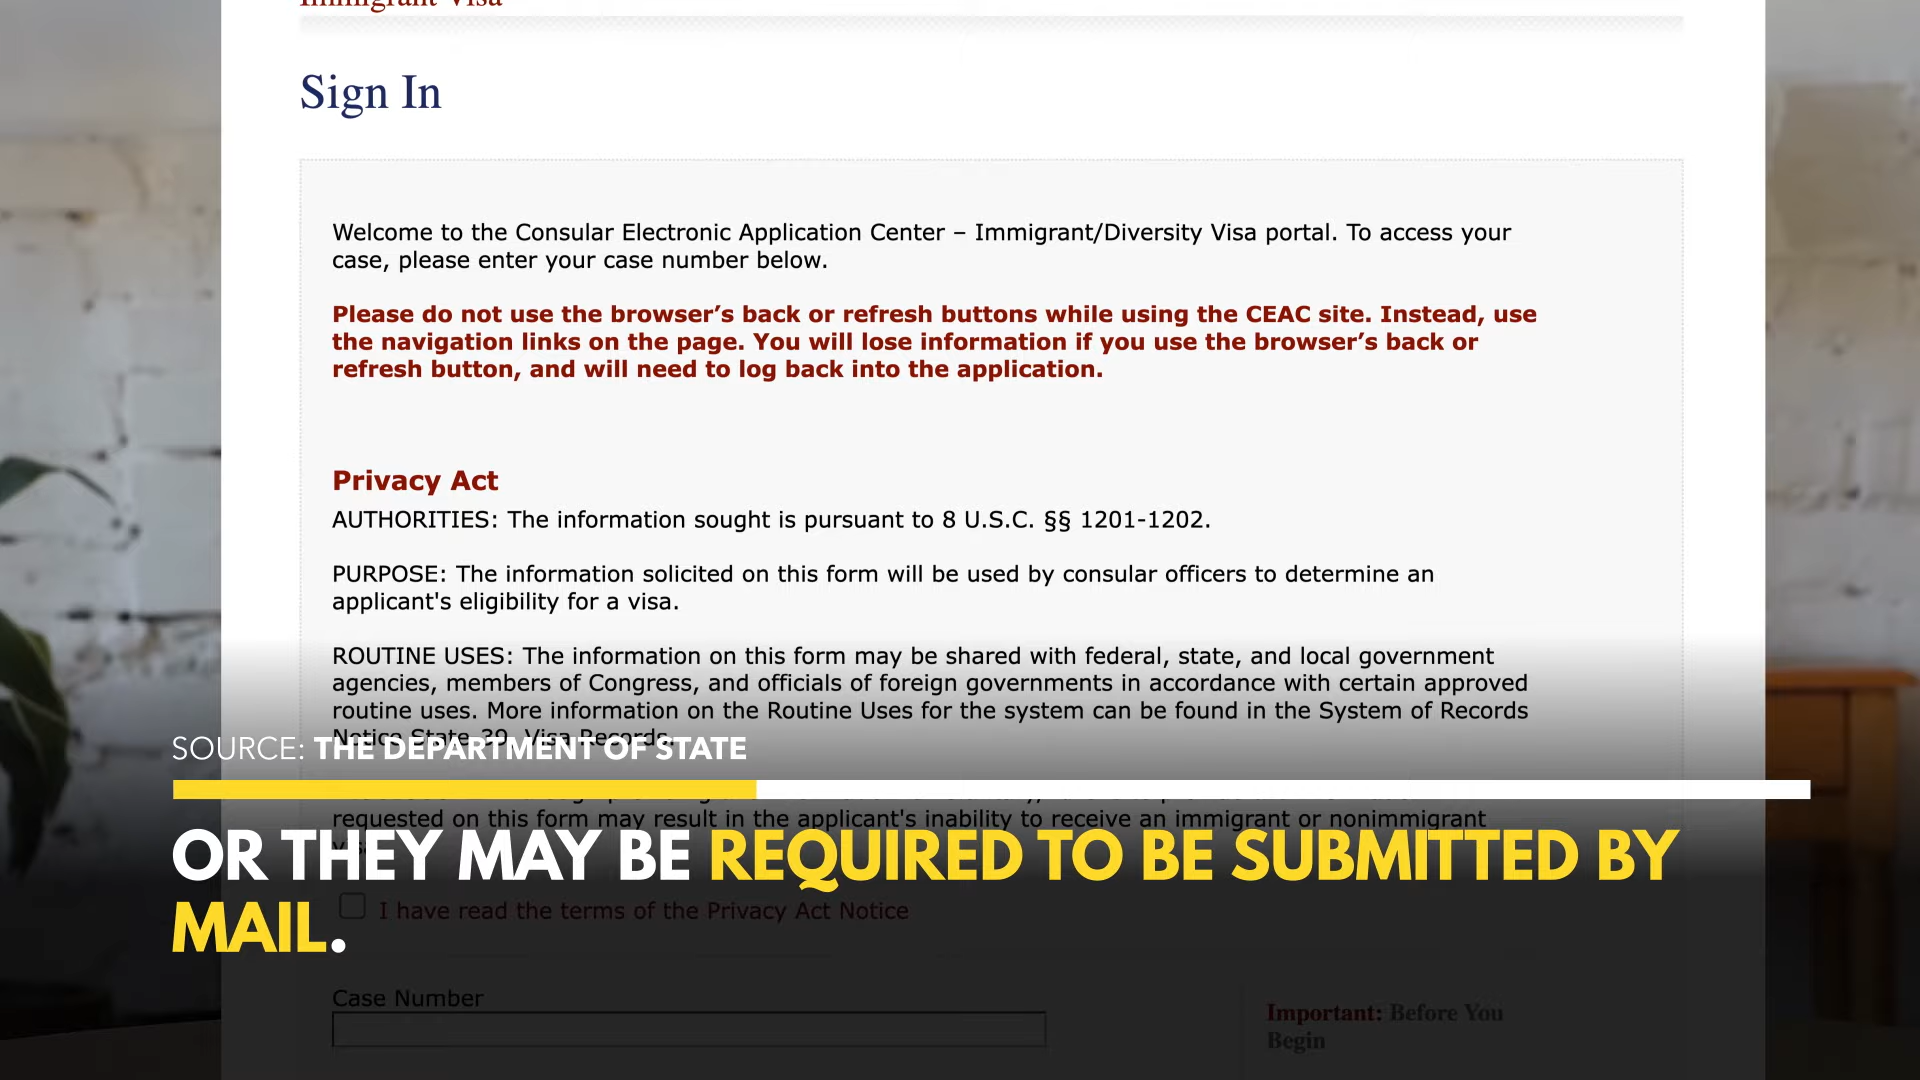 Immigrant Visa
Sign In
Welcome to the Consular Electronic Application Center – Immigrant/Diversity Visa portal. To access your
case, please enter your case number below.
Please do not use the browser’s back or refresh buttons while using the CEAC site. Instead, use
the navigation links on the page. You will lose information if you use the browser’s back or
refresh button, and will need to log back into the application.
Privacy Act
AUTHORITIES: The information sought is pursuant to 8 U.S.C. §§ 1201-1202.
PURPOSE: The information solicited on this form will be used by consular officers to determine an
applicant's eligibility for a visa.
ROUTINE USES: The information on this form may be shared with federal, state, and local government
agencies, members of Congress, and officials of foreign governments in accordance with certain approved
routine uses. More information on the Routine Uses for the system can be found in the System of Records
Notice State-39, Visa Records.
SOURCE: THE DEPARTMENT OF STATE
requested on this form may result in the applicant's inability to receive an immigrant or nonimmigrant
OR THEY MAY BE REQUIRED TO BE SUBMITTED BY
MAIL.
I have read the terms of the Privacy Act Notice
Case Number
Important: Before You
Begin